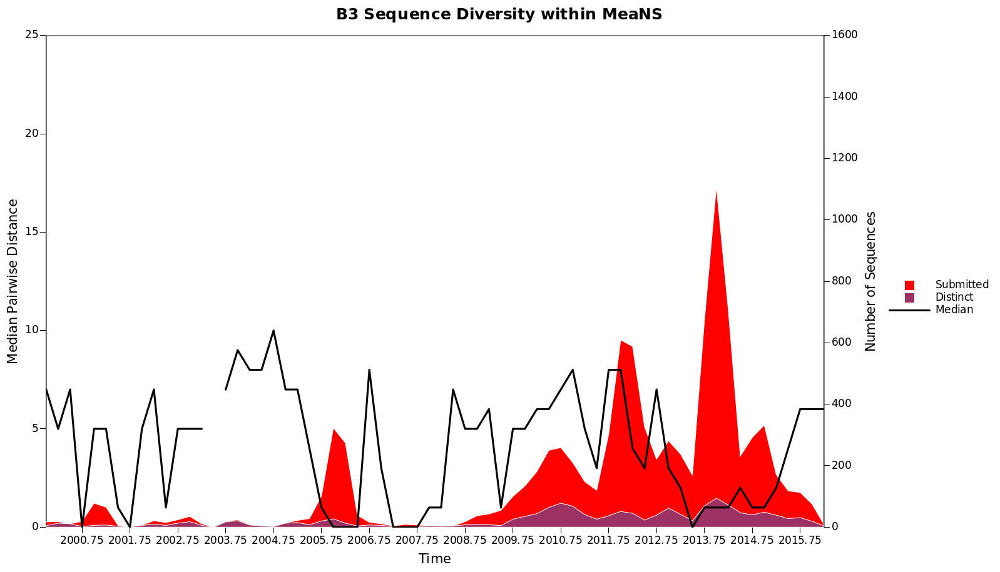 B3 Sequence Diversity within MeaNS
25
20
15
10
5
0
Median Pairwise Distance
1600
1400
1200
1000
800
600
400
200
0
Number of Sequences
Submitted
Distinct
Median
2000.75 2001.75 2002.75 2003.75 2004.75 2005.75 2006.75 2007.75 2008.75 2009.75 2010.75 2011.75 2012.75 2013.75 2014.75 2015.75
Time